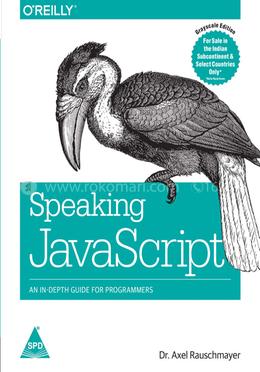 O'REILLY®
Grayscale Edition
For Sale in
the Indian
Subcontinent &
Select Countries
Only*
www.rokomari.com
Speaking
JavaScript
AN IN-DEPTH GUIDE FOR PROGRAMMERS
SPD
Dr. Axel Rauschmayer